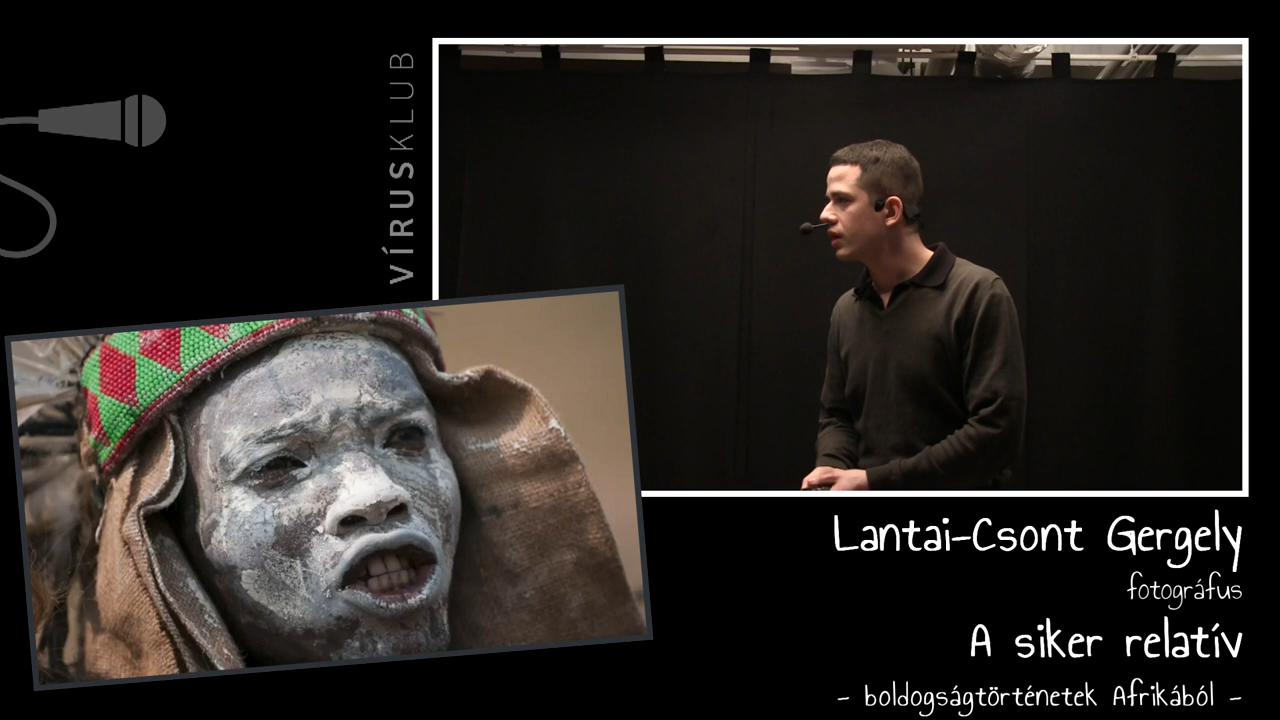 VÍRUSKLUB
Lantai-Csont Gergely
fotográfus
A siker relatív
- boldogságtörténetek Afrikából -